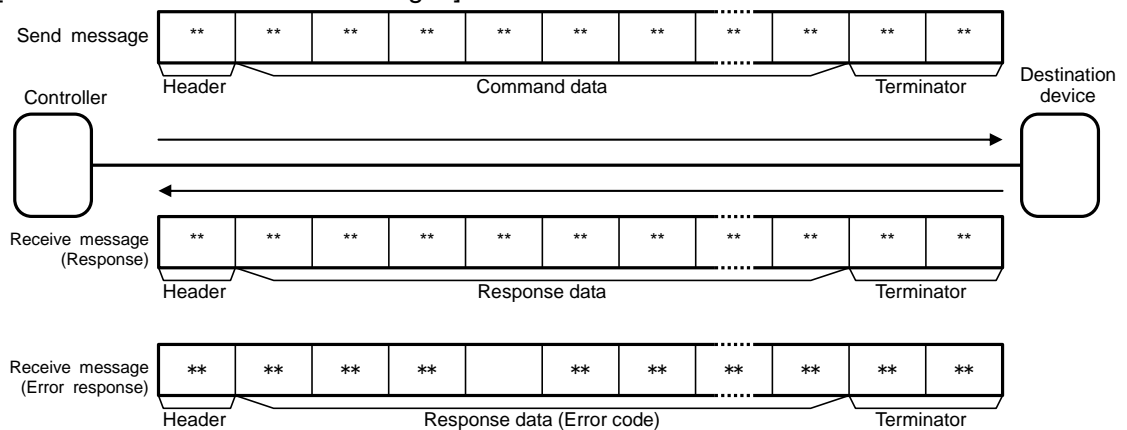 Send message ** ** ** ** ** ** ** ** ** ** **
Header Command data Terminator
Controller
Destination
device
Receive message
(Response)
** ** ** ** ** ** ** ** ** ** **
Header Response data Terminator
Receive message
(Error response)
** ** ** ** ** ** ** ** ** **
Header Response data (Error code) Terminator